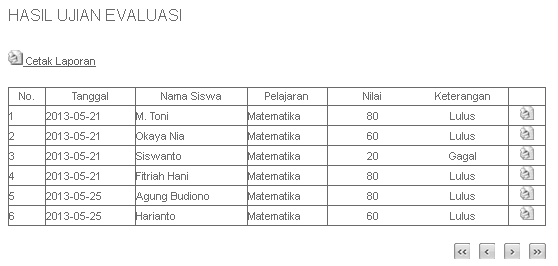 HASIL UJIAN EVALUASI
Cetak Laporan
No. Tanggal Nama Siswa Pelajaran Nilai Keterangan
1 2013-05-21 M. Toni Matematika 80 Lulus
2 2013-05-21 Okaya Nia Matematika 60 Lulus
3 2013-05-21 Siswanto Matematika 20 Gagal
4 2013-05-21 Fitriah Hani Matematika 80 Lulus
5 2013-05-25 Agung Budiono Matematika 80 Lulus
6 2013-05-25 Harianto Matematika 60 Lulus
<< < > >>